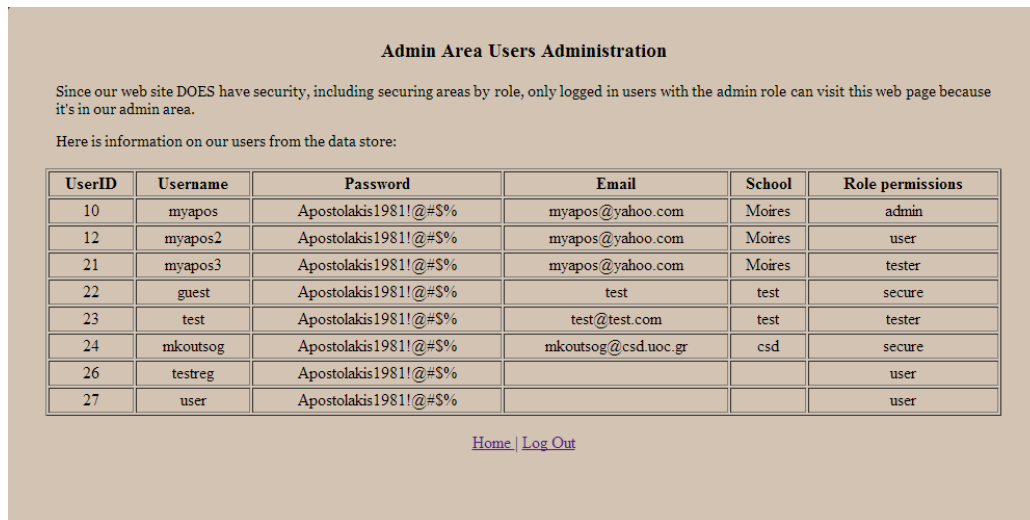 Admin Area Users Administration
Since our web site DOES have security, including securing areas by role, only logged in users with the admin role can visit this web page because
it's in our admin area.
Here is information on our users from the data store:
UserID Username Password Email School Role permissions
10 myapos Apostolakis1981!@#$% myapos@yahoo.com Moires admin
12 myapos2 Apostolakis1981!@#$% myapos@yahoo.com Moires user
21 myapos3 Apostolakis1981!@#$% myapos@yahoo.com Moires tester
22 guest Apostolakis1981!@#$% test test secure
23 test Apostolakis1981!@#$% test@test.com test tester
24 mkoutsog Apostolakis1981!@#$% mkoutsog@csd.uoc.gr csd secure
26 testreg Apostolakis1981!@#$% user
27 user Apostolakis1981!@#$% user
Home | Log Out